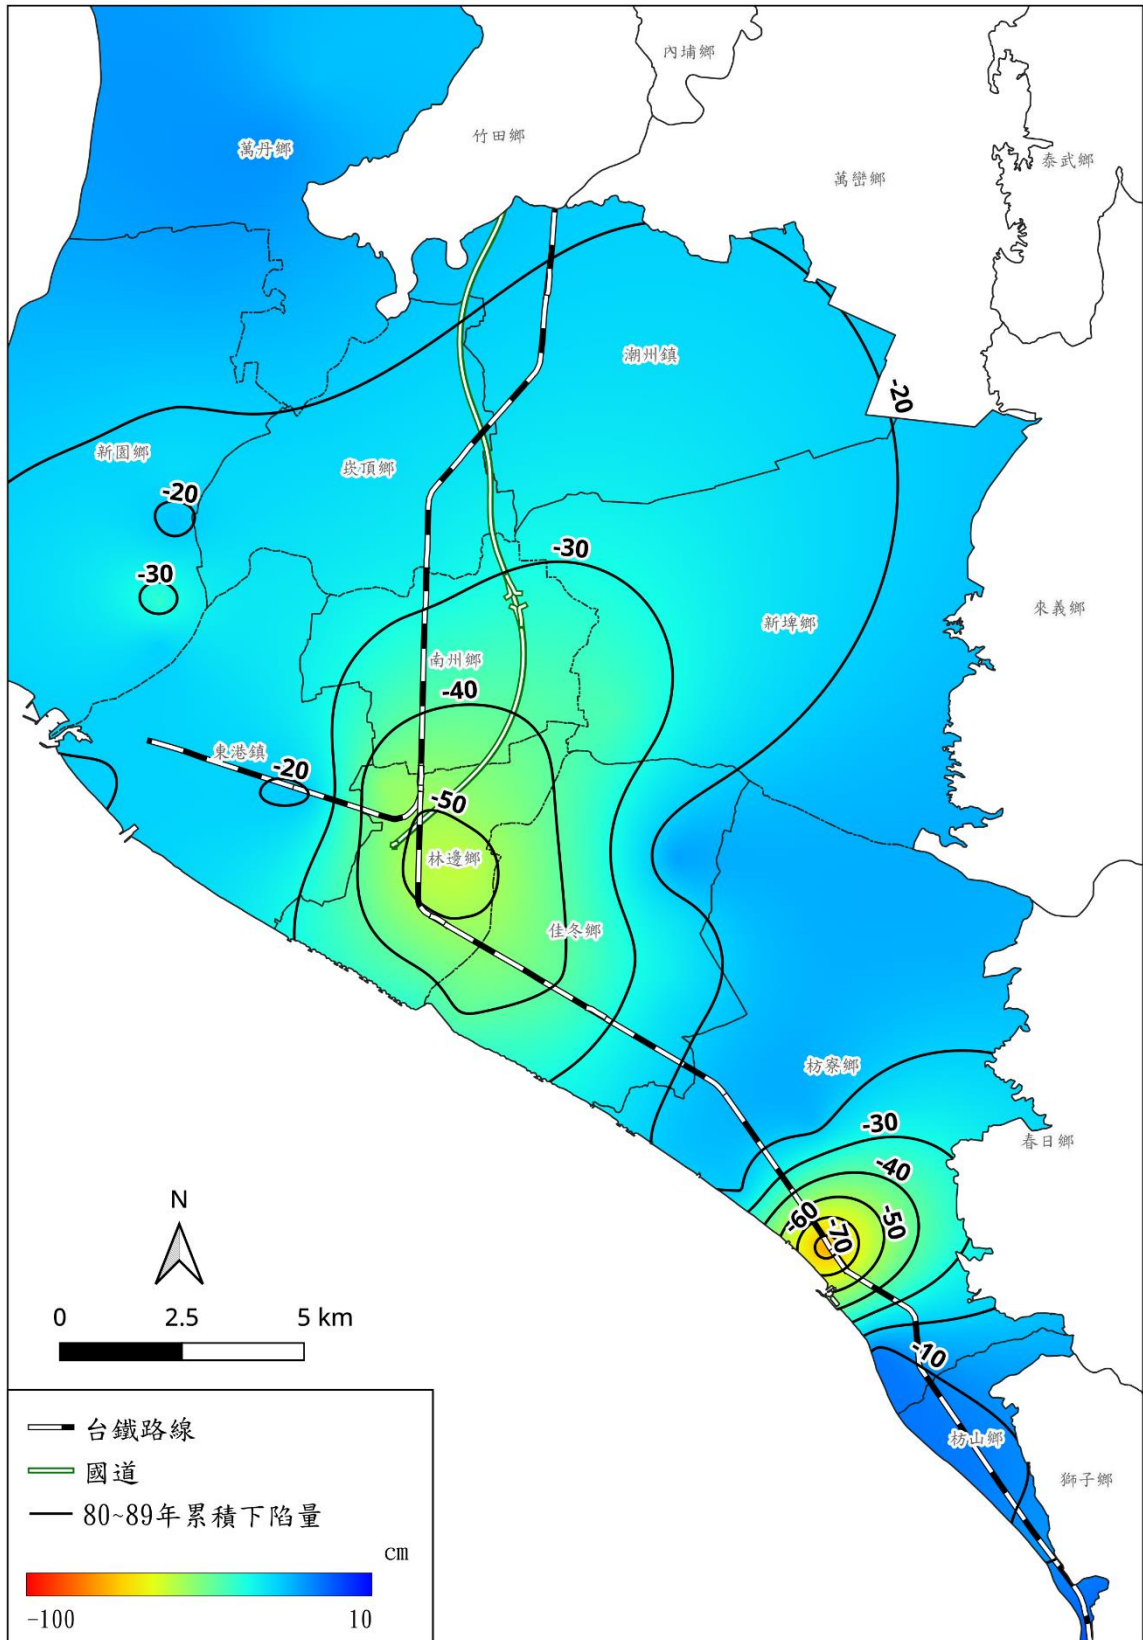 內埔鄉
竹田鄉
萬丹鄉
泰武鄉
萬巒鄉
潮州鎮
-20
新園鄉
崁頂鄉
-20
-30
-30
來義鄉
新埤鄉
南州鄉
-40
東港鎮
-20
-50
林邊鄉
佳冬鄉
枋寮鄉
-30
春日鄉
-40
-60
-70
-50
N
0 2.5 5 km
-10
枋山鄉
獅子鄉
台鐵路線
國道
80~89年累積下陷量
cm
-100 10